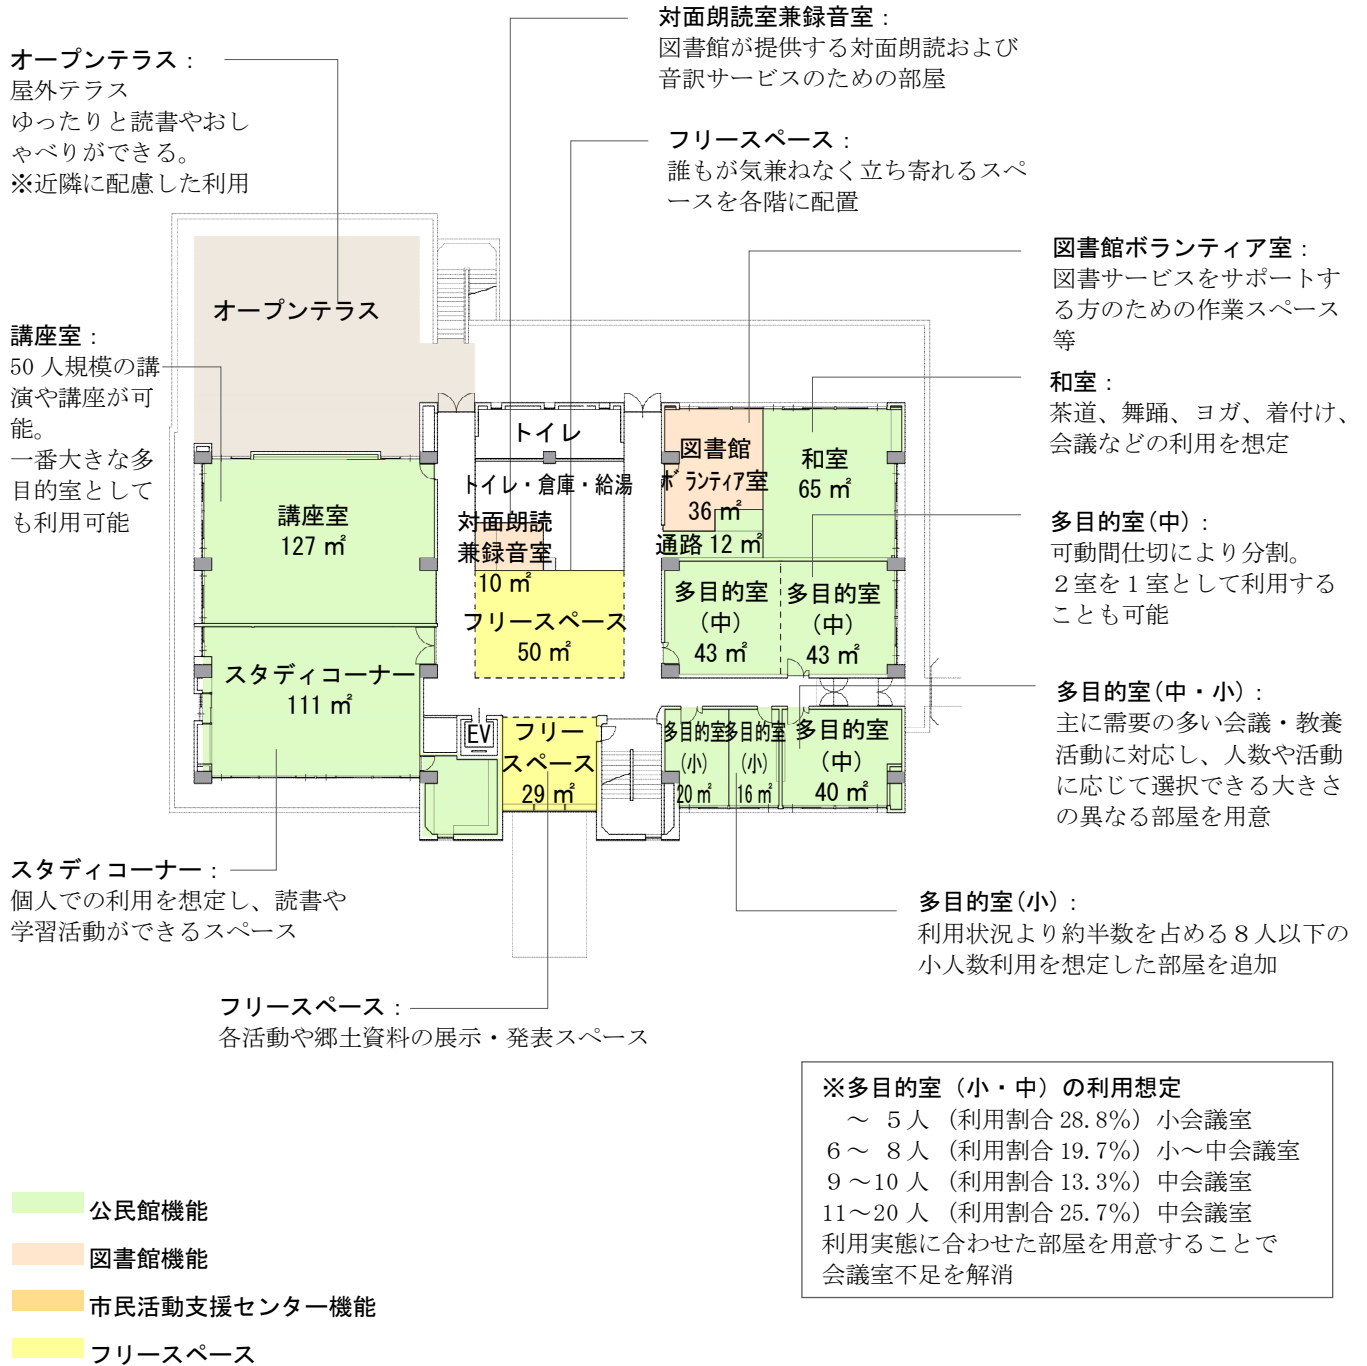 対面朗読室兼録音室：
図書館が提供する対面朗読および
音訳サービスのための部屋
オープンテラス：
屋外テラス
ゆったりと読書やおし
ゃべりができる。
※近隣に配慮した利用
フリースペース：
誰もが気兼ねなく立ち寄れるスペ
ースを各階に配置
図書館ボランティア室：
図書サービスをサポートす
る方のための作業スペース
等
講座室：
50 人規模の講
演や講座が可
能。
一番大きな多
目的室として
も利用可能
和室：
茶道、舞踊、ヨガ、着付け、
会議などの利用を想定
多目的室(中)：
可動間仕切により分割。
２室を１室として利用する
ことも可能
多目的室(中・小)：
主に需要の多い会議・教養
活動に対応し、人数や活動
に応じて選択できる大きさ
の異なる部屋を用意
オープンテラス
トイレ
トイレ・倉庫・給湯
対面朗読
兼録音室
10 ㎡
図書館
ボランティア室
36 ㎡
和室
65 ㎡
通路 12 ㎡
講座室
127 ㎡
フリースペース
50 ㎡
多目的室
(中)
43 ㎡
多目的室
(中)
43 ㎡
スタディコーナー
111 ㎡
EV
フリー
スペース
29 ㎡
多目的室
(小)
20 ㎡
多目的室
(小)
16 ㎡
多目的室
(中)
40 ㎡
スタディコーナー：
個人での利用を想定し、読書や
学習活動ができるスペース
多目的室(小)：
利用状況より約半数を占める８人以下の
小人数利用を想定した部屋を追加
フリースペース：
各活動や郷土資料の展示・発表スペース
※多目的室（小・中）の利用想定
～ ５人（利用割合 28.8%）小会議室
６～ ８人（利用割合 19.7%）小～中会議室
９～10 人（利用割合 13.3%）中会議室
11～20 人（利用割合 25.7%）中会議室
利用実態に合わせた部屋を用意することで
会議室不足を解消
公民館機能
図書館機能
市民活動支援センター機能
フリースペース